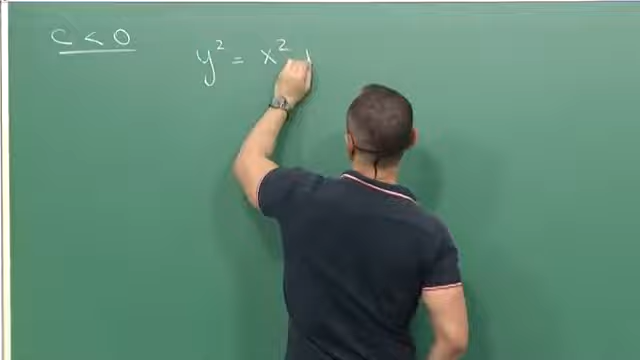 c < 0
y² = x²